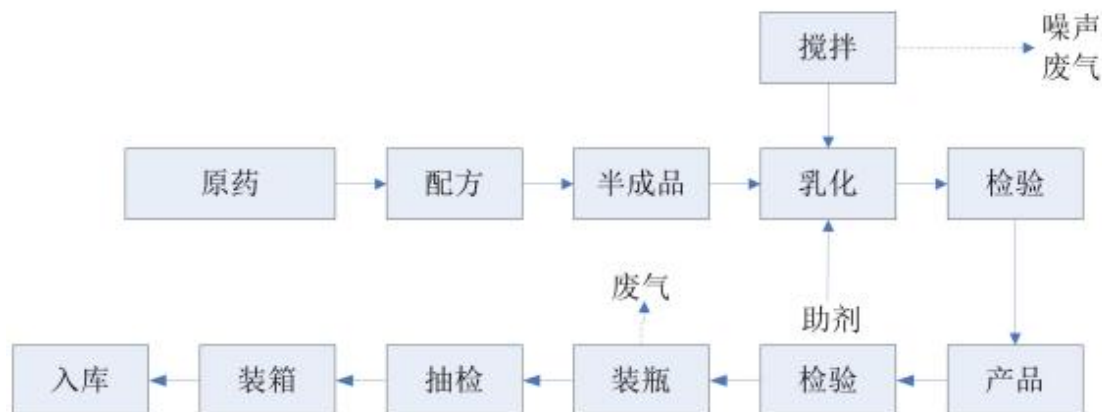 搅拌
噪声
废气
原药
配方
半成品
乳化
检验
废气
助剂
入库
装箱
抽检
装瓶
检验
产品